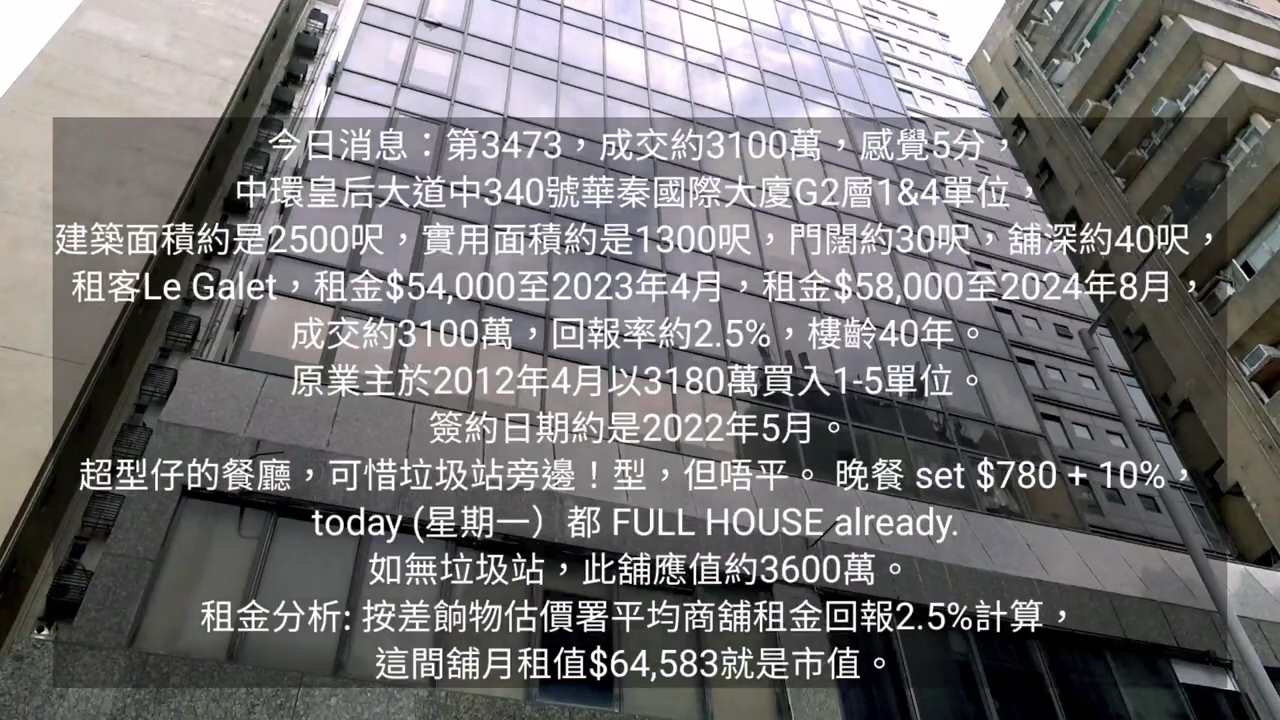 今日消息：第3473，成交約3100萬，感覺5分，
中環皇后大道中340號華秦國際大廈G2層1&4單位，
建築面積約是2500呎，實用面積約是1300呎，門闊約30呎，舖深約40呎，
租客Le Galet，租金$54,000至2023年4月，租金$58,000至2024年8月，
成交約3100萬，回報率約2.5%，樓齡40年。
原業主於2012年4月以3180萬買入1-5單位。
簽約日期約是2022年5月。
超型仔的餐廳，可惜垃圾站旁邊！型，但唔平。 晚餐 set $780 + 10%，
today (星期一）都 FULL HOUSE already.
如無垃圾站，此舖應值約3600萬。
租金分析: 按差餉物估價署平均商舖租金回報2.5%計算，
這間舖月租值$64,583就是市值。